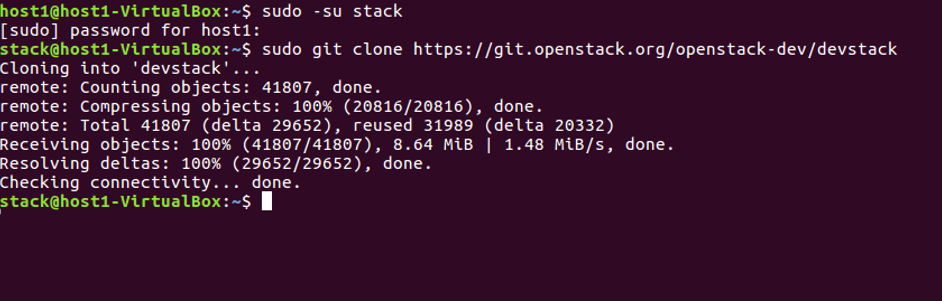 host1@host1-VirtualBox:~$ sudo -su stack
[sudo] password for host1:
stack@host1-VirtualBox:~$ sudo git clone https://git.openstack.org/openstack-dev/devstack
Cloning into 'devstack'...
remote: Counting objects: 41807, done.
remote: Compressing objects: 100% (20816/20816), done.
remote: Total 41807 (delta 29652), reused 31989 (delta 20332)
Receiving objects: 100% (41807/41807), 8.64 MiB | 1.48 MiB/s, done.
Resolving deltas: 100% (29652/29652), done.
Checking connectivity... done.
stack@host1-VirtualBox:~$